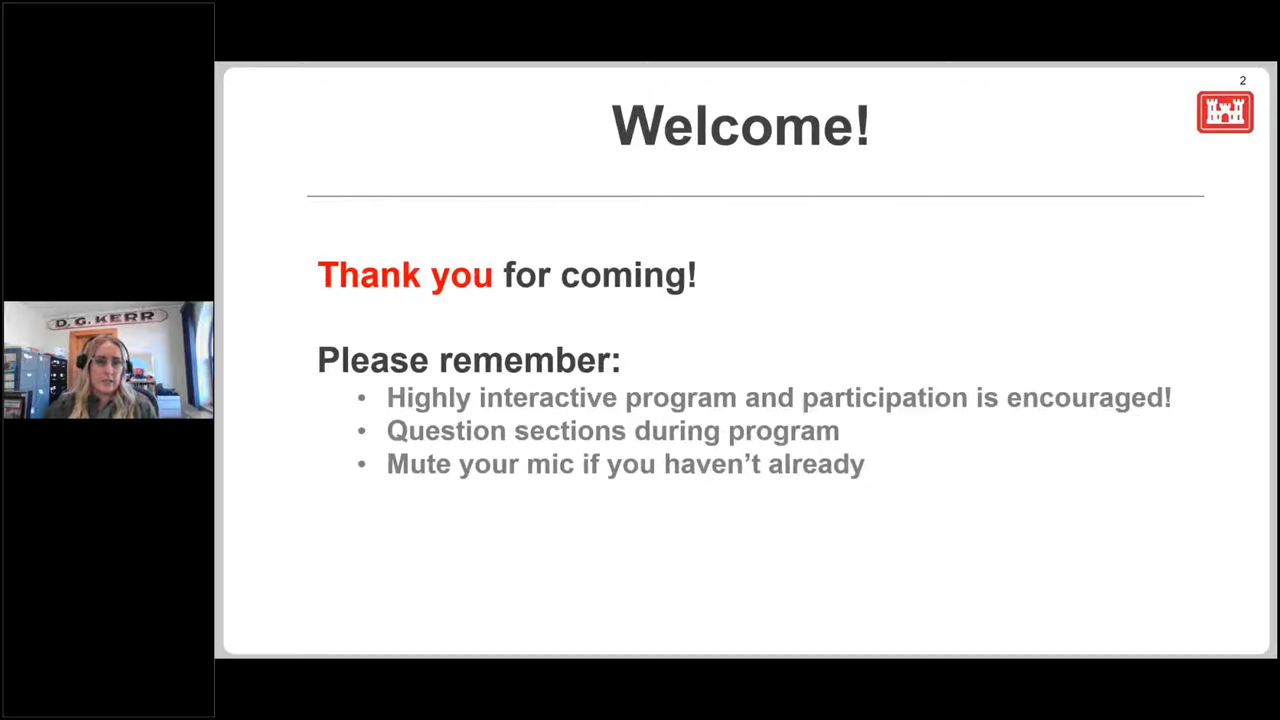 2
Welcome!
Thank you for coming!
Please remember:
• Highly interactive program and participation is encouraged!
• Question sections during program
• Mute your mic if you haven’t already
D. G. KERR